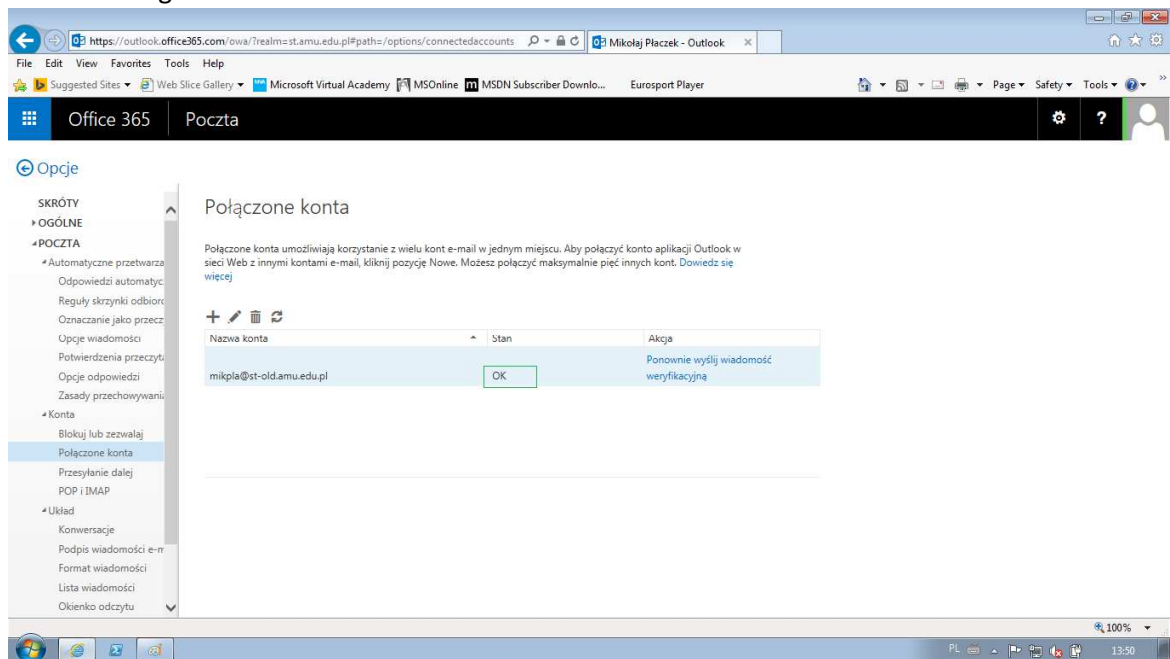 https://outlook.office365.com/owa/?realm=st.amu.edu.pl#path=/options/connectedaccounts
Mikołaj Płaczek - Outlook
File Edit View Favorites Tools Help
Suggested Sites Web Slice Gallery Microsoft Virtual Academy MSOnline MSDN Subscriber Downlo... Eurosport Player Page Safety Tools
Office 365 Poczta ?
Opcje
SKRÓTY
OGÓLNE
POCZTA
Automatyczne przetwarza
Odpowiedzi automatyc
Reguły skrzynki odbiorc
Oznaczanie jako przecz
Opcje wiadomości
Potwierdzenia przeczyta
Opcje odpowiedzi
Zasady przechowywania
Konta
Blokuj lub zezwalaj
Połączone konta
Przesyłanie dalej
POP i IMAP
Układ
Konwersacje
Podpis wiadomości e-m
Format wiadomości
Lista wiadomości
Okienko odczytu
Połączone konta
Połączone konta umożliwiają korzystanie z wielu kont e-mail w jednym miejscu. Aby połączyć konto aplikacji Outlook w
sieci Web z innymi kontami e-mail, kliknij pozycję Nowe. Możesz połączyć maksymalnie pięć innych kont. Dowiedz się
więcej
Nazwa konta Stan Akcja
mikpla@st-old.amu.edu.pl OK Ponownie wyślij wiadomość
weryfikacyjną
100%
PL 13:50